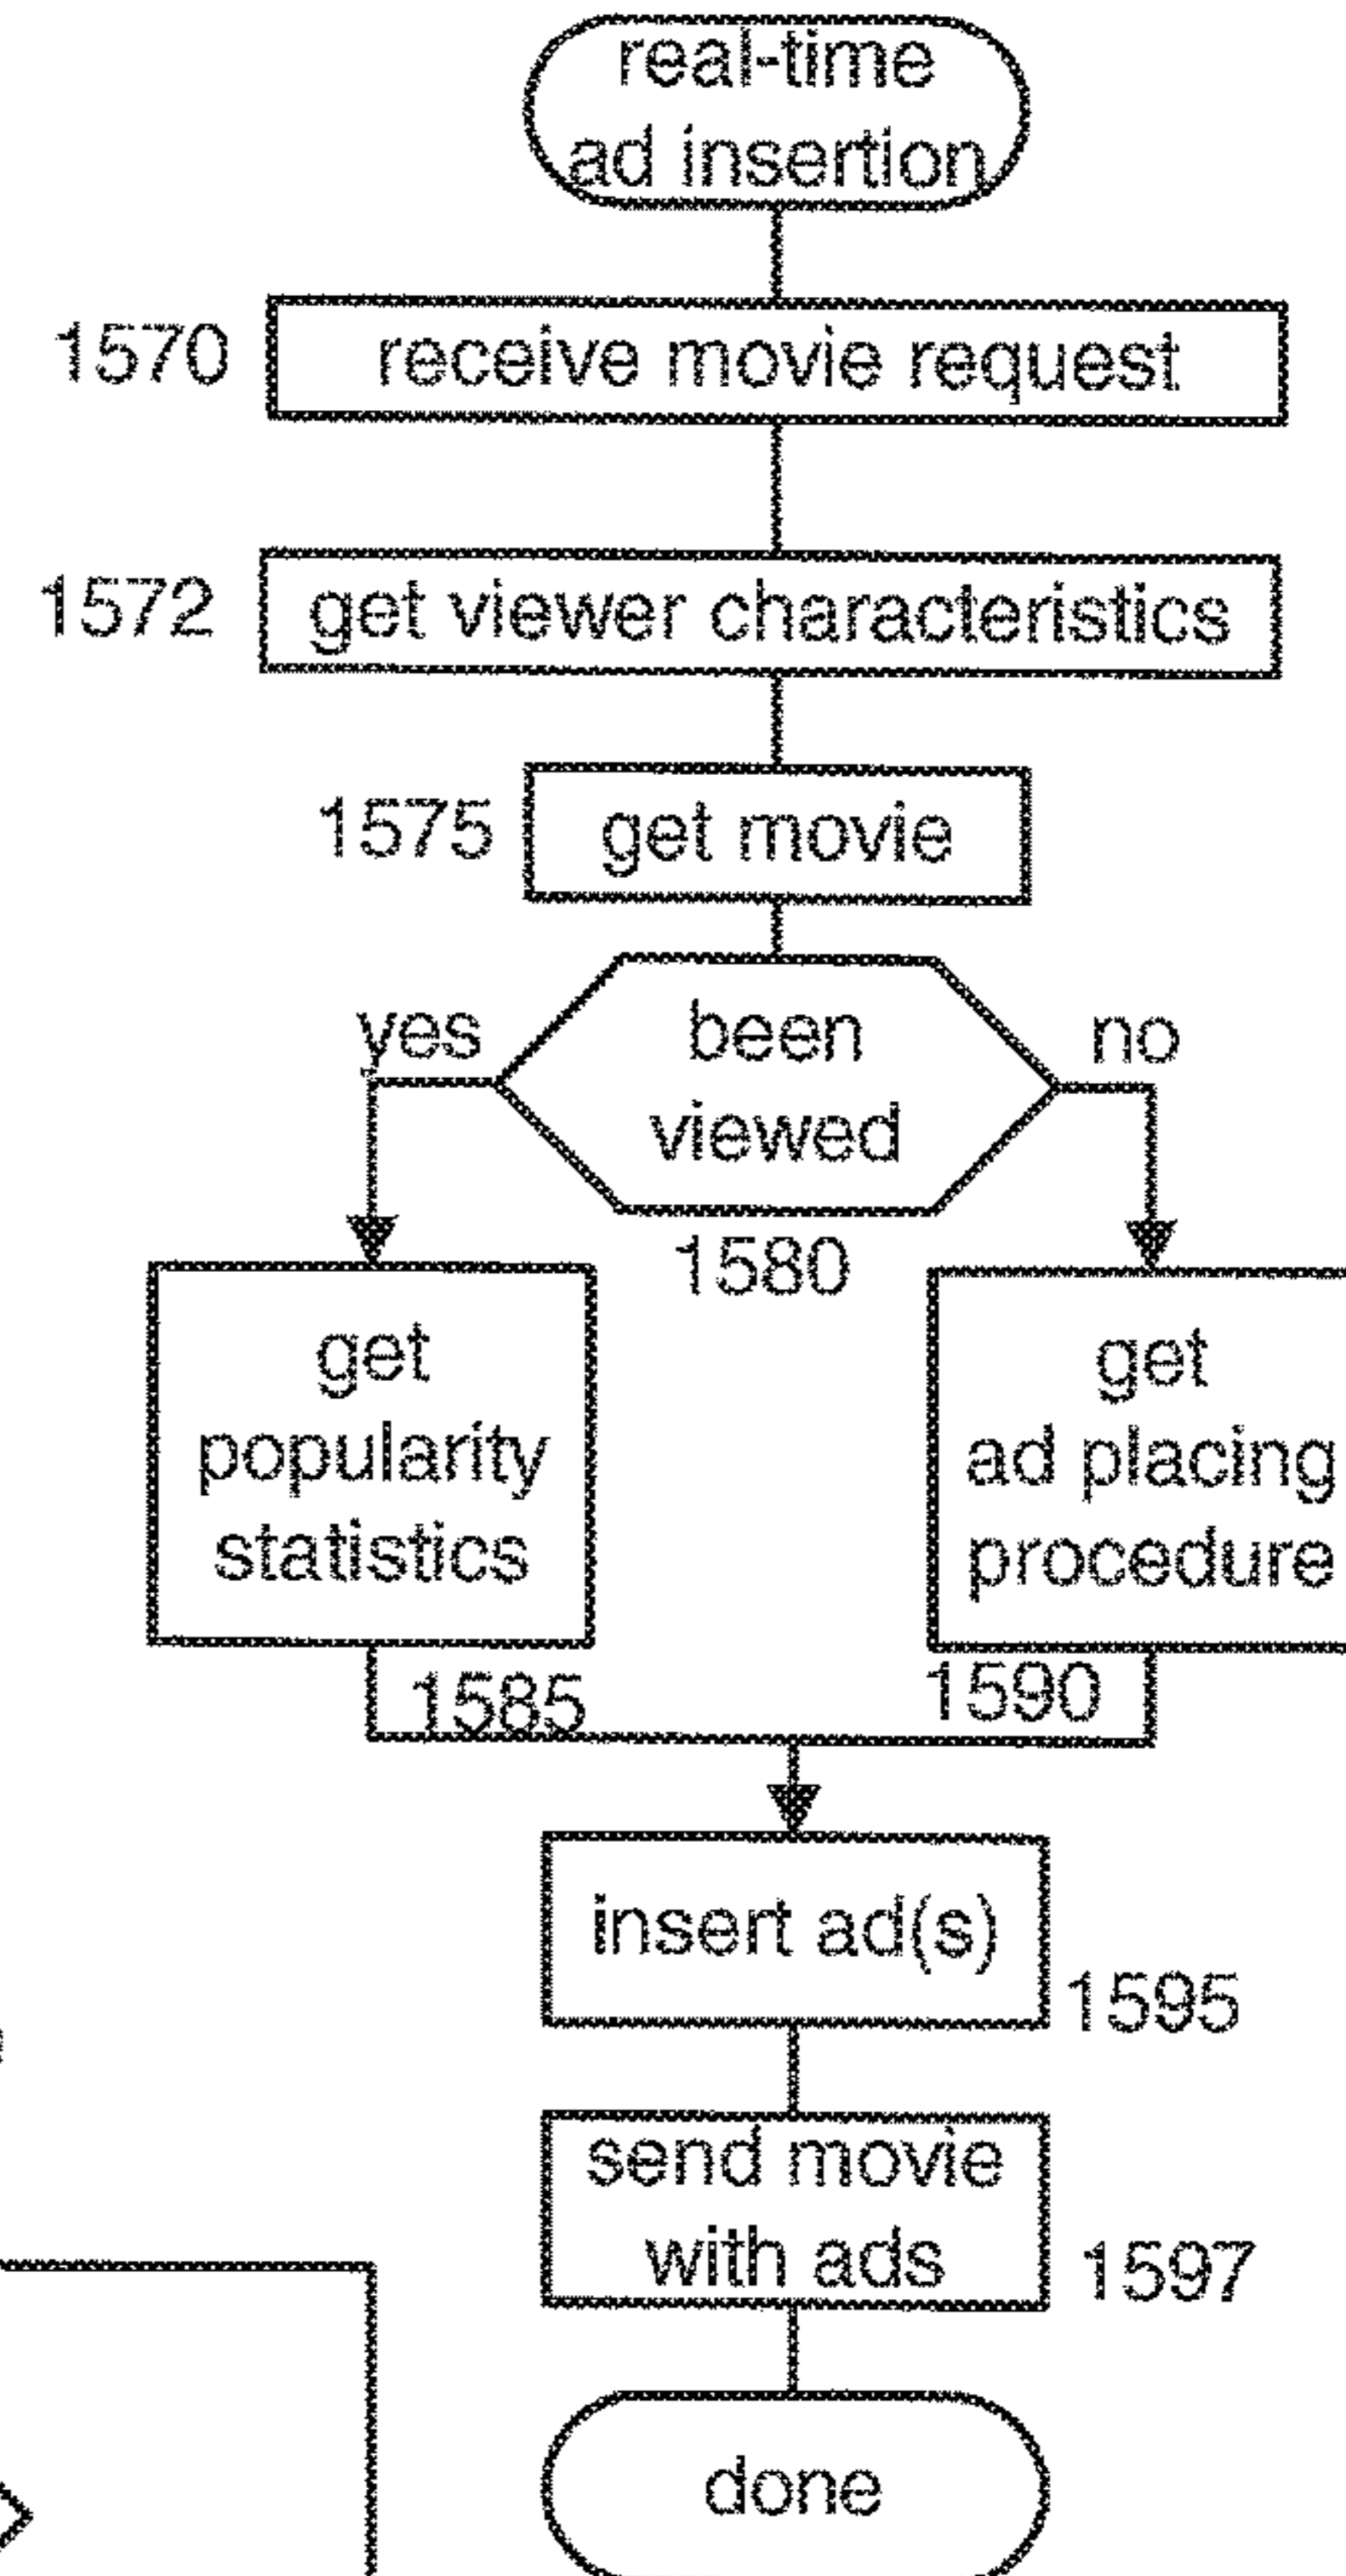 real-time
ad insertion
1570
receive movie request
1572
get viewer characteristics
1575
get movie
yes
been
viewed
no
1580
get
popularity
statistics
get
ad placing
procedure
1585
1590
insert ad(s)
1595
send movie
with ads
1597
done